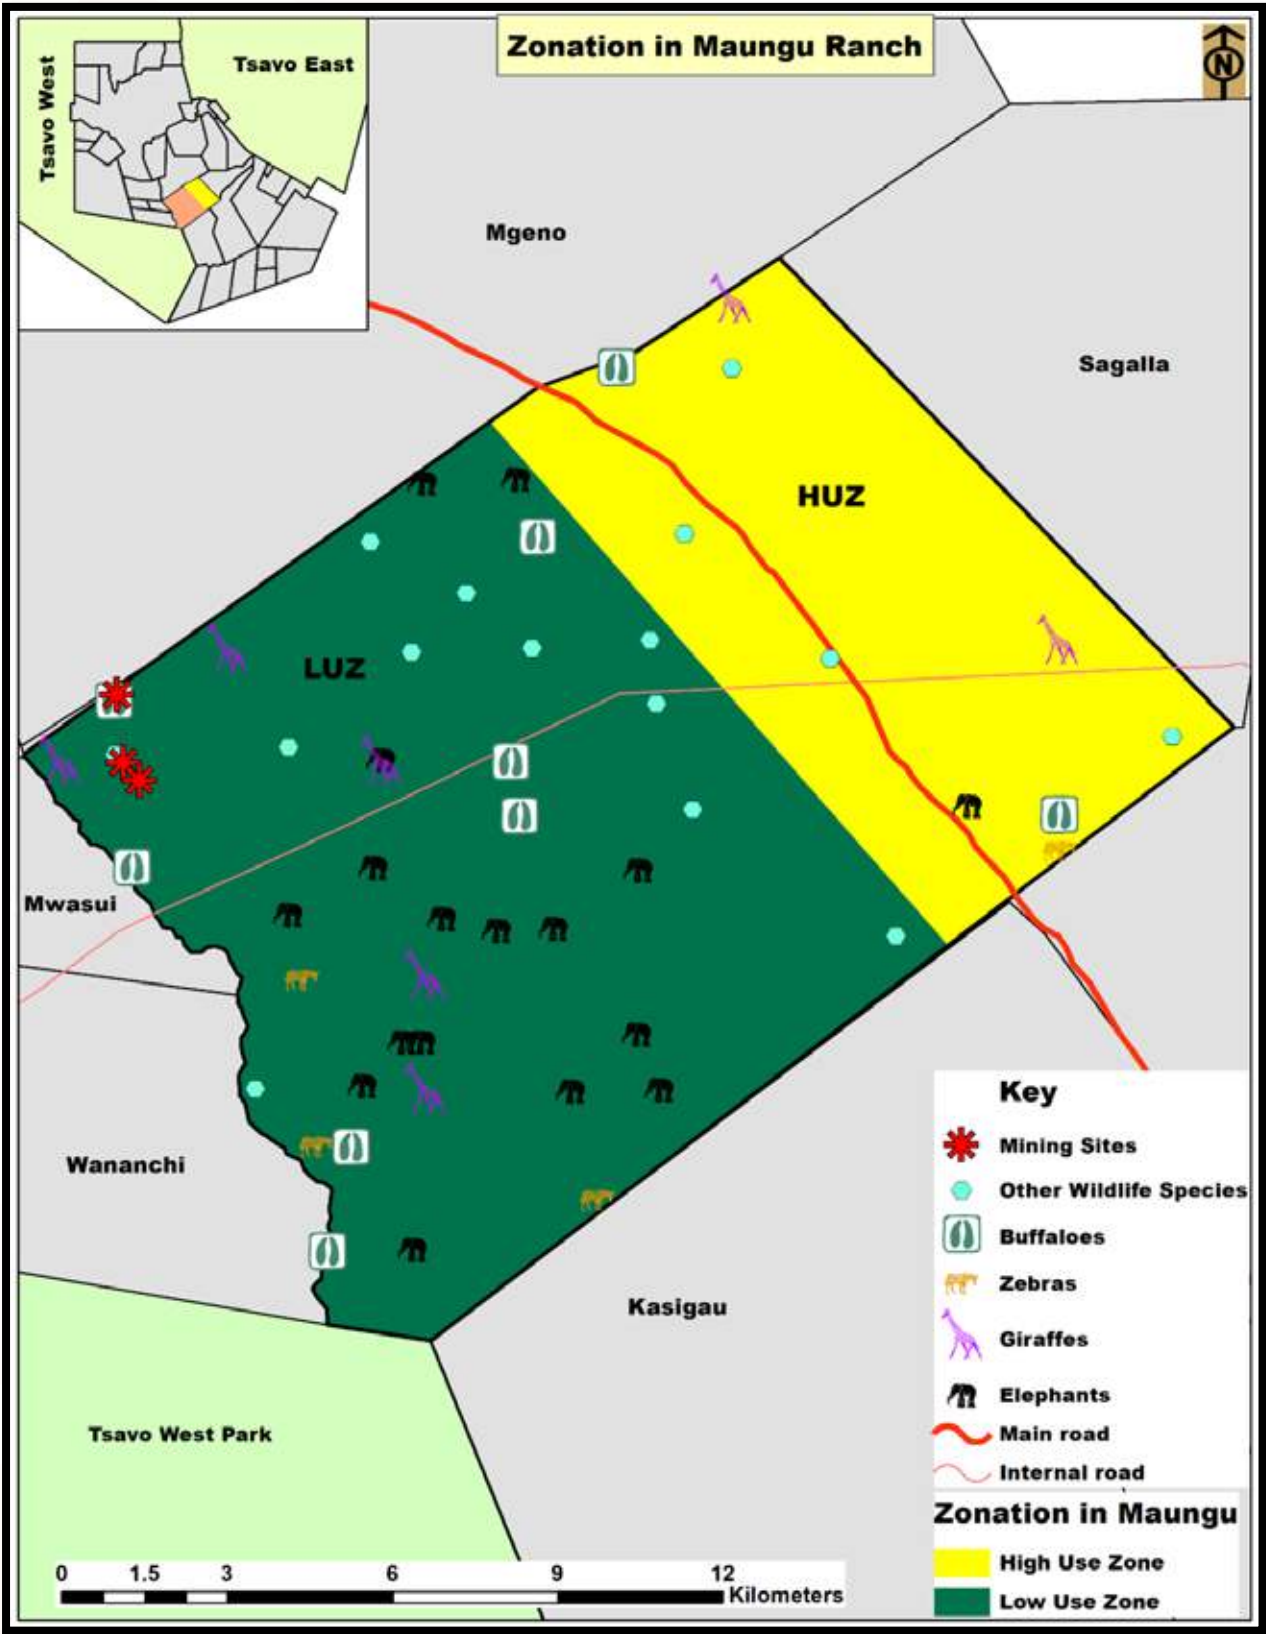 Zonation in Maungu Ranch
N
Tsavo East
Tsavo West
Mgeno
Sagalla
HUZ
LUZ
Mwasui
Wananchi
Kasigau
Tsavo West Park
Key
Mining Sites
Other Wildlife Species
Buffaloes
Zebras
Giraffes
Elephants
Main road
Internal road
Zonation in Maungu
High Use Zone
Low Use Zone
0 1.5 3 6 9 12
Kilometers